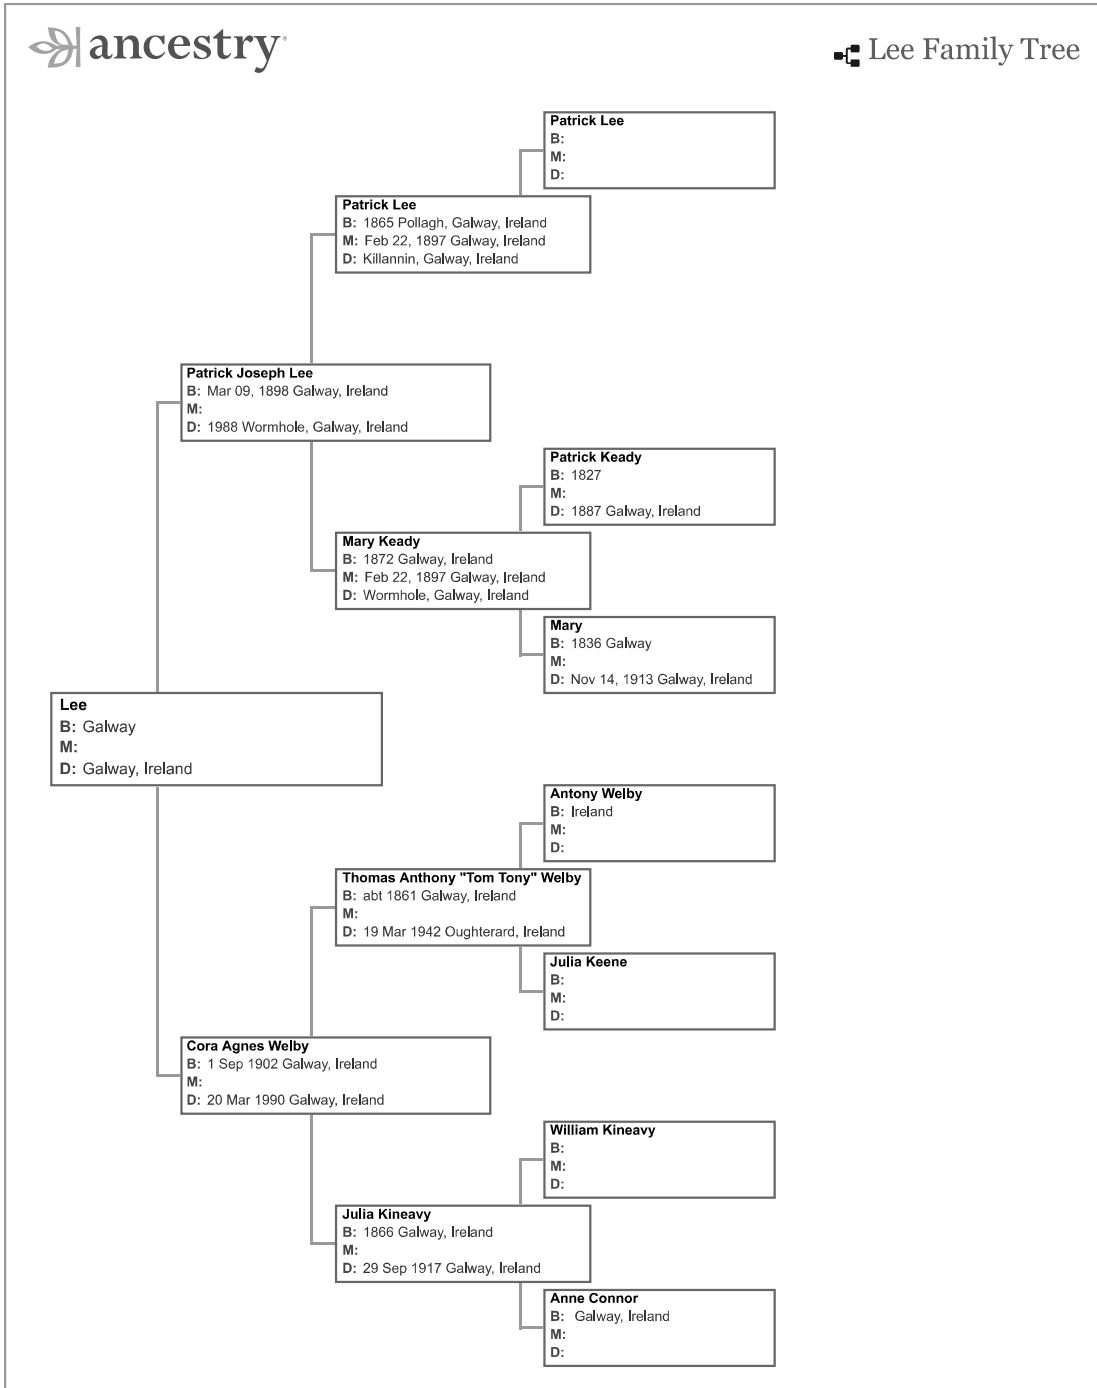 ancestry®
Lee Family Tree
Patrick Lee
B:
M:
D:
Patrick Lee
B: 1865 Pollagh, Galway, Ireland
M: Feb 22, 1897 Galway, Ireland
D: Killannin, Galway, Ireland
Patrick Joseph Lee
B: Mar 09, 1898 Galway, Ireland
M:
D: 1988 Wormhole, Galway, Ireland
Patrick Keady
B: 1827
M:
D: 1887 Galway, Ireland
Mary Keady
B: 1872 Galway, Ireland
M: Feb 22, 1897 Galway, Ireland
D: Wormhole, Galway, Ireland
Mary
B: 1836 Galway
M:
D: Nov 14, 1913 Galway, Ireland
Lee
B: Galway
M:
D: Galway, Ireland
Antony Welby
B: Ireland
M:
D:
Thomas Anthony "Tom Tony" Welby
B: abt 1861 Galway, Ireland
M:
D: 19 Mar 1942 Oughterard, Ireland
Julia Keene
B:
M:
D:
Cora Agnes Welby
B: 1 Sep 1902 Galway, Ireland
M:
D: 20 Mar 1990 Galway, Ireland
William Kineavy
B:
M:
D:
Julia Kineavy
B: 1866 Galway, Ireland
M:
D: 29 Sep 1917 Galway, Ireland
Anne Connor
B: Galway, Ireland
M:
D: